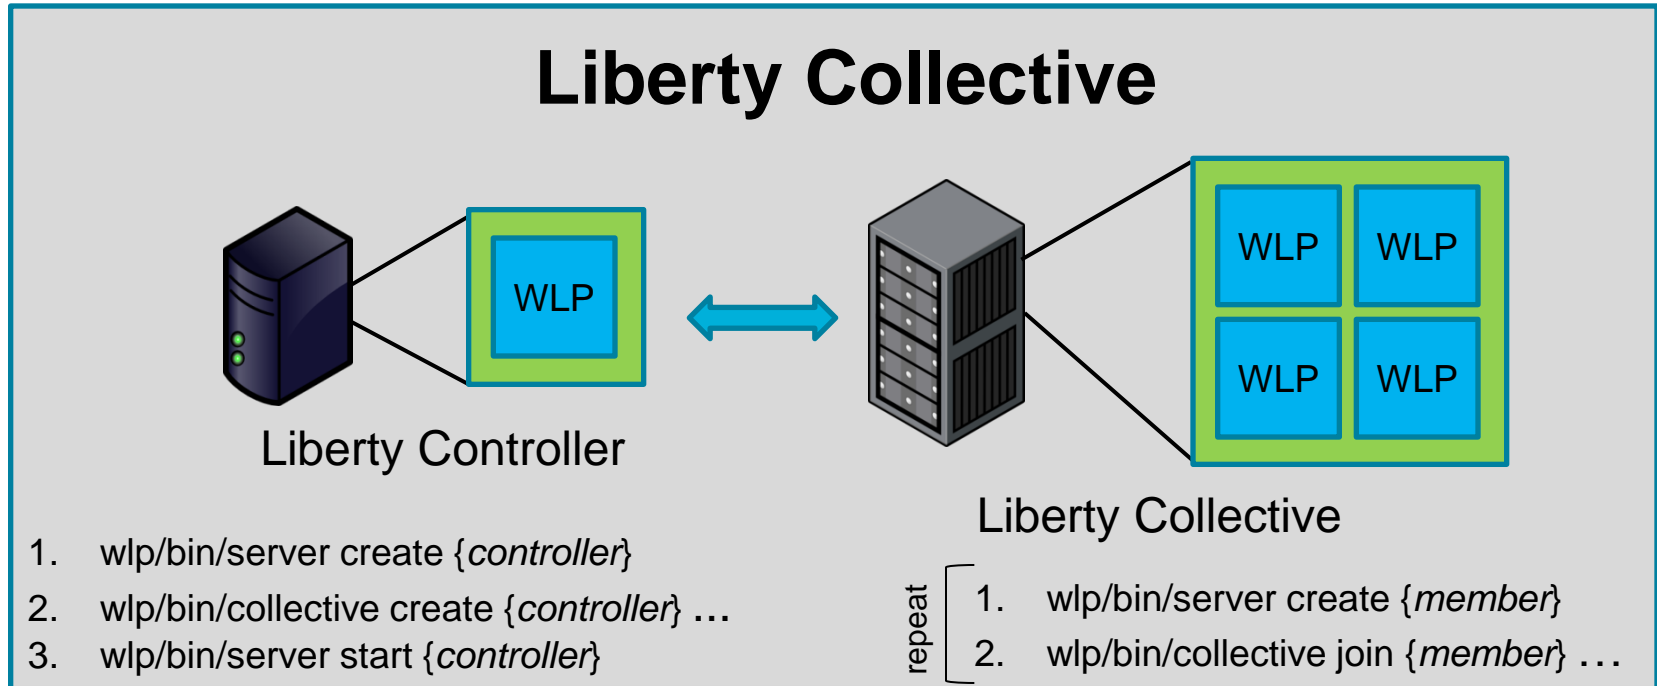 Liberty Collective
WLP
WLP WLP
WLP WLP
Liberty Controller
1. wlp/bin/server create {controller}
2. wlp/bin/collective create {controller} ...
3. wlp/bin/server start {controller}
Liberty Collective
repeat
1. wlp/bin/server create {member}
2. wlp/bin/collective join {member} ...